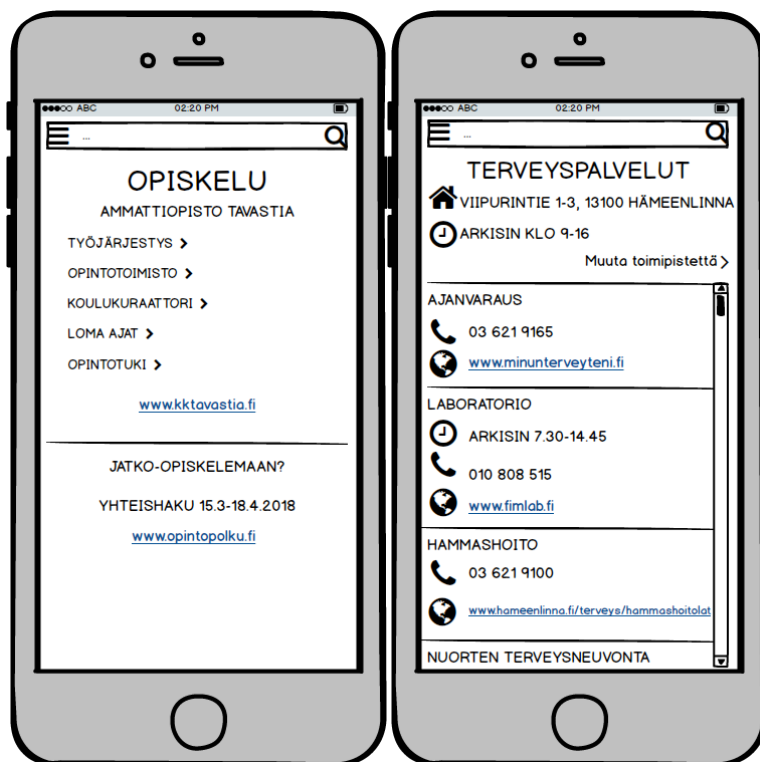 ABC 02:20 PM
...
OPISKELU
AMMATTIOPISTO TAVASTIA
TYÖJÄRJESTYS
OPINTOTOIMISTO
KOULUKURAATTORI
LOMA AJAT
OPINTOTUKI
www.kktavastia.fi
JATKO-OPISKELEMAAN?
YHTEISHAKU 15.3-18.4.2018
www.opintopolku.fi
ABC 02:20 PM
...
TERVEYSPALVELUT
VIIPURINTIE 1-3, 13100 HÄMEENLINNA
ARKISIN KLO 9-16
Muuta toimipistettä
AJANVARAUS
03 621 9165
www.minunterveyteni.fi
LABORATORIO
ARKISIN 7.30-14.45
010 808 515
www.fimlab.fi
HAMMASHOITO
03 621 9100
www.hameenlinna.fi/terveys/hammashoitolat
NUORTEN TERVEYSNEUVONTA